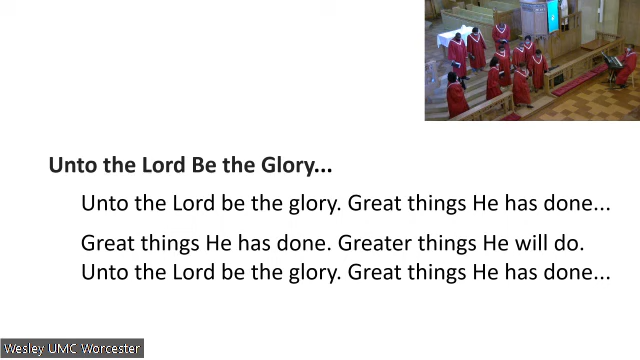 Unto the Lord Be the Glory...
Unto the Lord be the glory. Great things He has done...
Great things He has done. Greater things He will do.
Unto the Lord be the glory. Great things He has done...
Wesley UMC Worcester